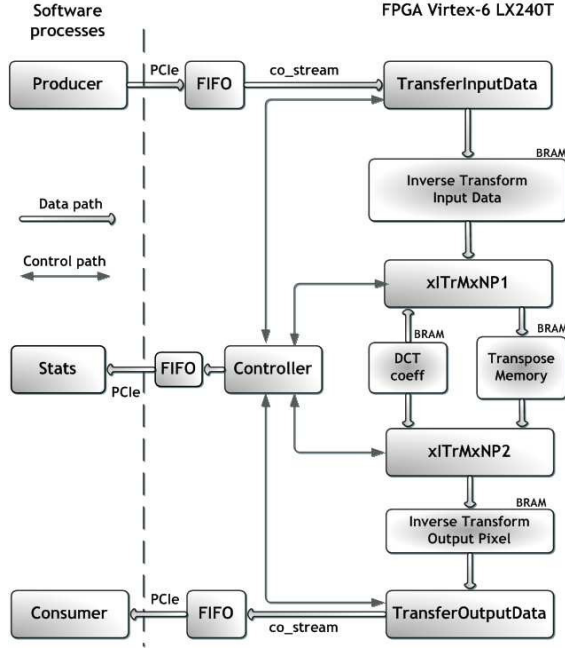 Software
processes
FPGA Virtex-6 LX240T
Producer
PCIe
FIFO
co_stream
TransferInputData
BRAM
Inverse Transform
Input Data
Data path
Control path
xITrMxNP1
BRAM
BRAM
DCT
coeff
Transpose
Memory
Stats
PCIe
FIFO
Controller
xITrMxNP2
BRAM
Inverse Transform
Output Pixel
Consumer
PCIe
FIFO
co_stream
TransferOutputData